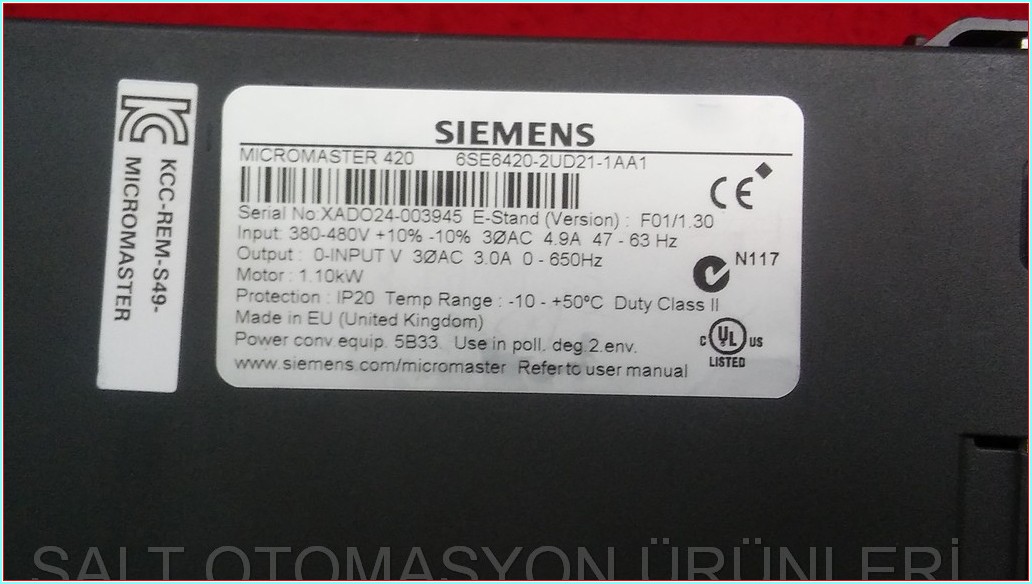 SIEMENS
MICROMASTER 420 6SE6420-2UD21-1AA1
Serial No:XADO24-003945 E-Stand (Version) : F01/1.30
Input: 380-480V +10% -10% 3ØAC 4.9A 47 - 63 Hz
Output : 0-INPUT V 3ØAC 3.0A 0 - 650Hz
Motor : 1.10kW
Protection : IP20 Temp Range : -10 - +50ºC Duty Class II
Made in EU (United Kingdom)
Power conv equip. 5B33. Use in poll. deg.2.env.
www.siemens.com/micromaster Refer to user manual
CE
N117
C UL US
LISTED
KCC-REM-S49-
MICROMASTER
SALT OTOMASYON ÜRÜNLERİ